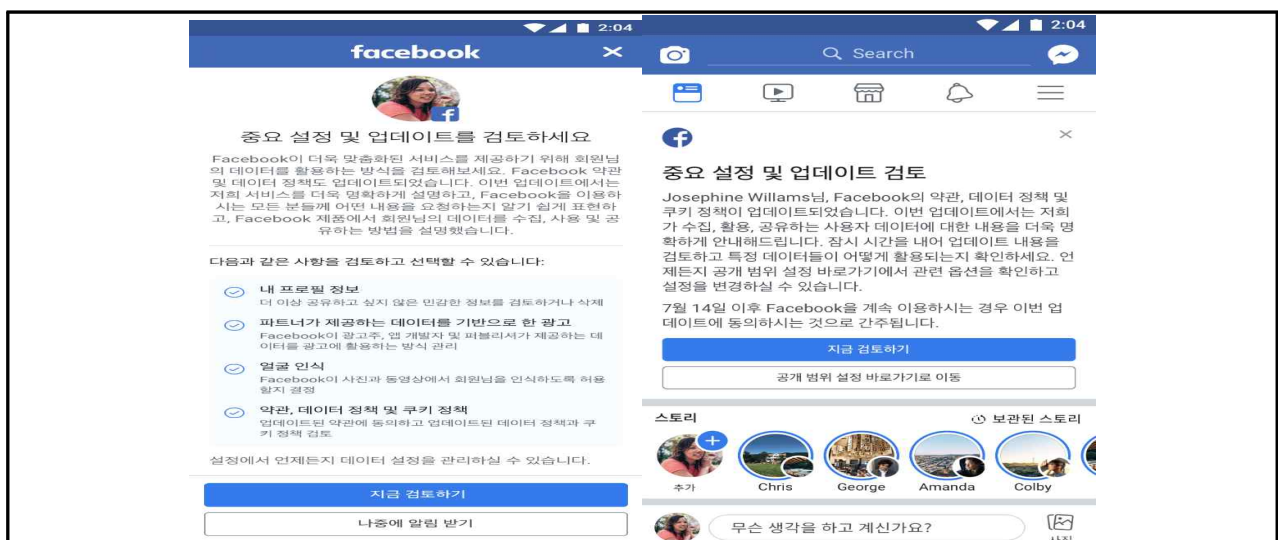 2:04
facebook
중요 설정 및 업데이트를 검토하세요
Facebook이 더욱 맞춤화된 서비스를 제공하기 위해 회원님
의 데이터를 활용하는 방식을 검토해보세요. Facebook 약관
및 데이터 정책도 업데이트되었습니다. 이번 업데이트에서는
저희 서비스를 더욱 명확하게 설명하고, Facebook을 이용하
시는 모든 분들께 어떤 내용을 요청하는지 알기 쉽게 표현하
고, Facebook 제품에서 회원님의 데이터를 수집, 사용 및 공
유하는 방법을 설명했습니다.
다음과 같은 사항을 검토하고 선택할 수 있습니다:
내 프로필 정보
더 이상 공유하고 싶지 않은 민감한 정보를 검토하거나 삭제
파트너가 제공하는 데이터를 기반으로 한 광고
Facebook이 광고주, 앱 개발자 및 퍼블리셔가 제공하는 데
이터를 광고에 활용하는 방식 관리
얼굴 인식
Facebook이 사진과 동영상에서 회원님을 인식하도록 허용
할지 결정
약관, 데이터 정책 및 쿠키 정책
업데이트된 약관에 동의하고 업데이트된 데이터 정책과 쿠
키 정책 검토
설정에서 언제든지 데이터 설정을 관리하실 수 있습니다.
지금 검토하기
나중에 알림 받기
2:04
Search
중요 설정 및 업데이트 검토
Josephine Willams님, Facebook의 약관, 데이터 정책 및
쿠키 정책이 업데이트되었습니다. 이번 업데이트에서는 저희
가 수집, 활용, 공유하는 사용자 데이터에 대한 내용을 더욱 명
확하게 안내해드립니다. 잠시 시간을 내어 업데이트 내용을
검토하고 특정 데이터들이 어떻게 활용되는지 확인하세요. 언
제든지 공개 범위 설정 바로가기에서 관련 옵션을 확인하고
설정을 변경하실 수 있습니다.
7월 14일 이후 Facebook을 계속 이용하시는 경우 이번 업
데이트에 동의하시는 것으로 간주됩니다.
지금 검토하기
공개 범위 설정 바로가기로 이동
스토리 보관된 스토리
추가 Chris George Amanda Colby
무슨 생각을 하고 계신가요?